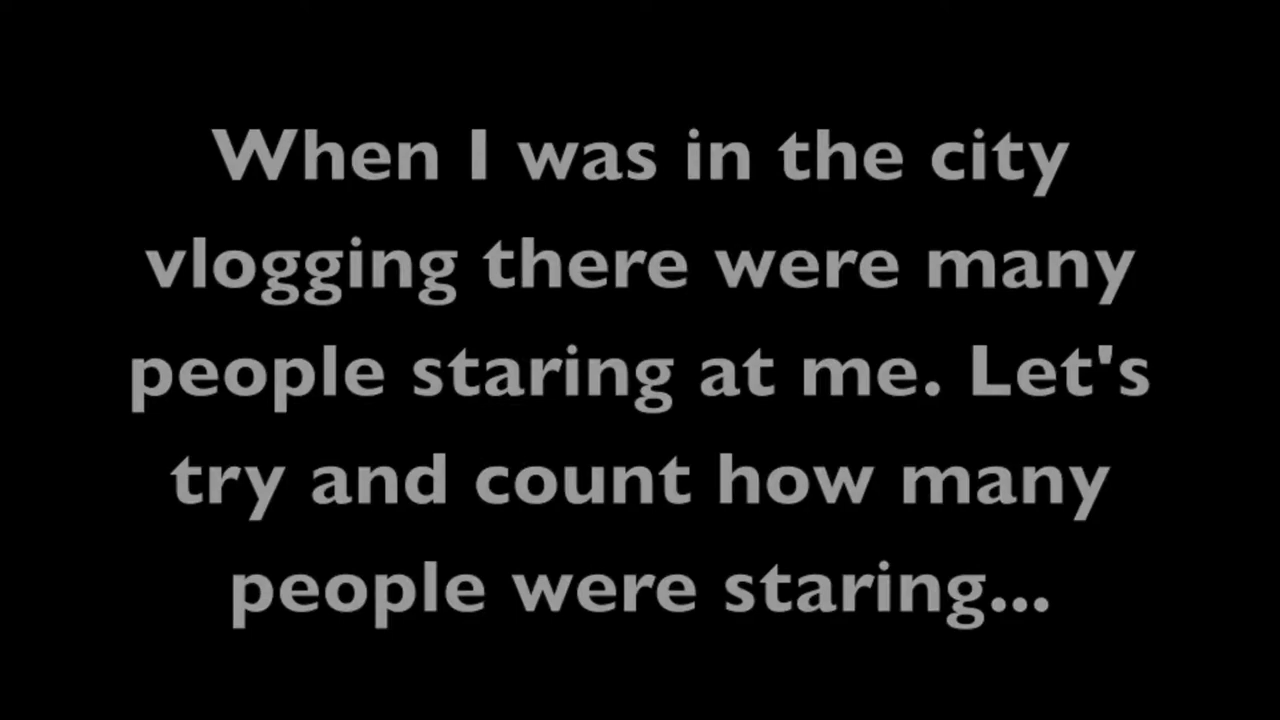 When I was in the city
vlogging there were many
people staring at me. Let's
try and count how many
people were staring...